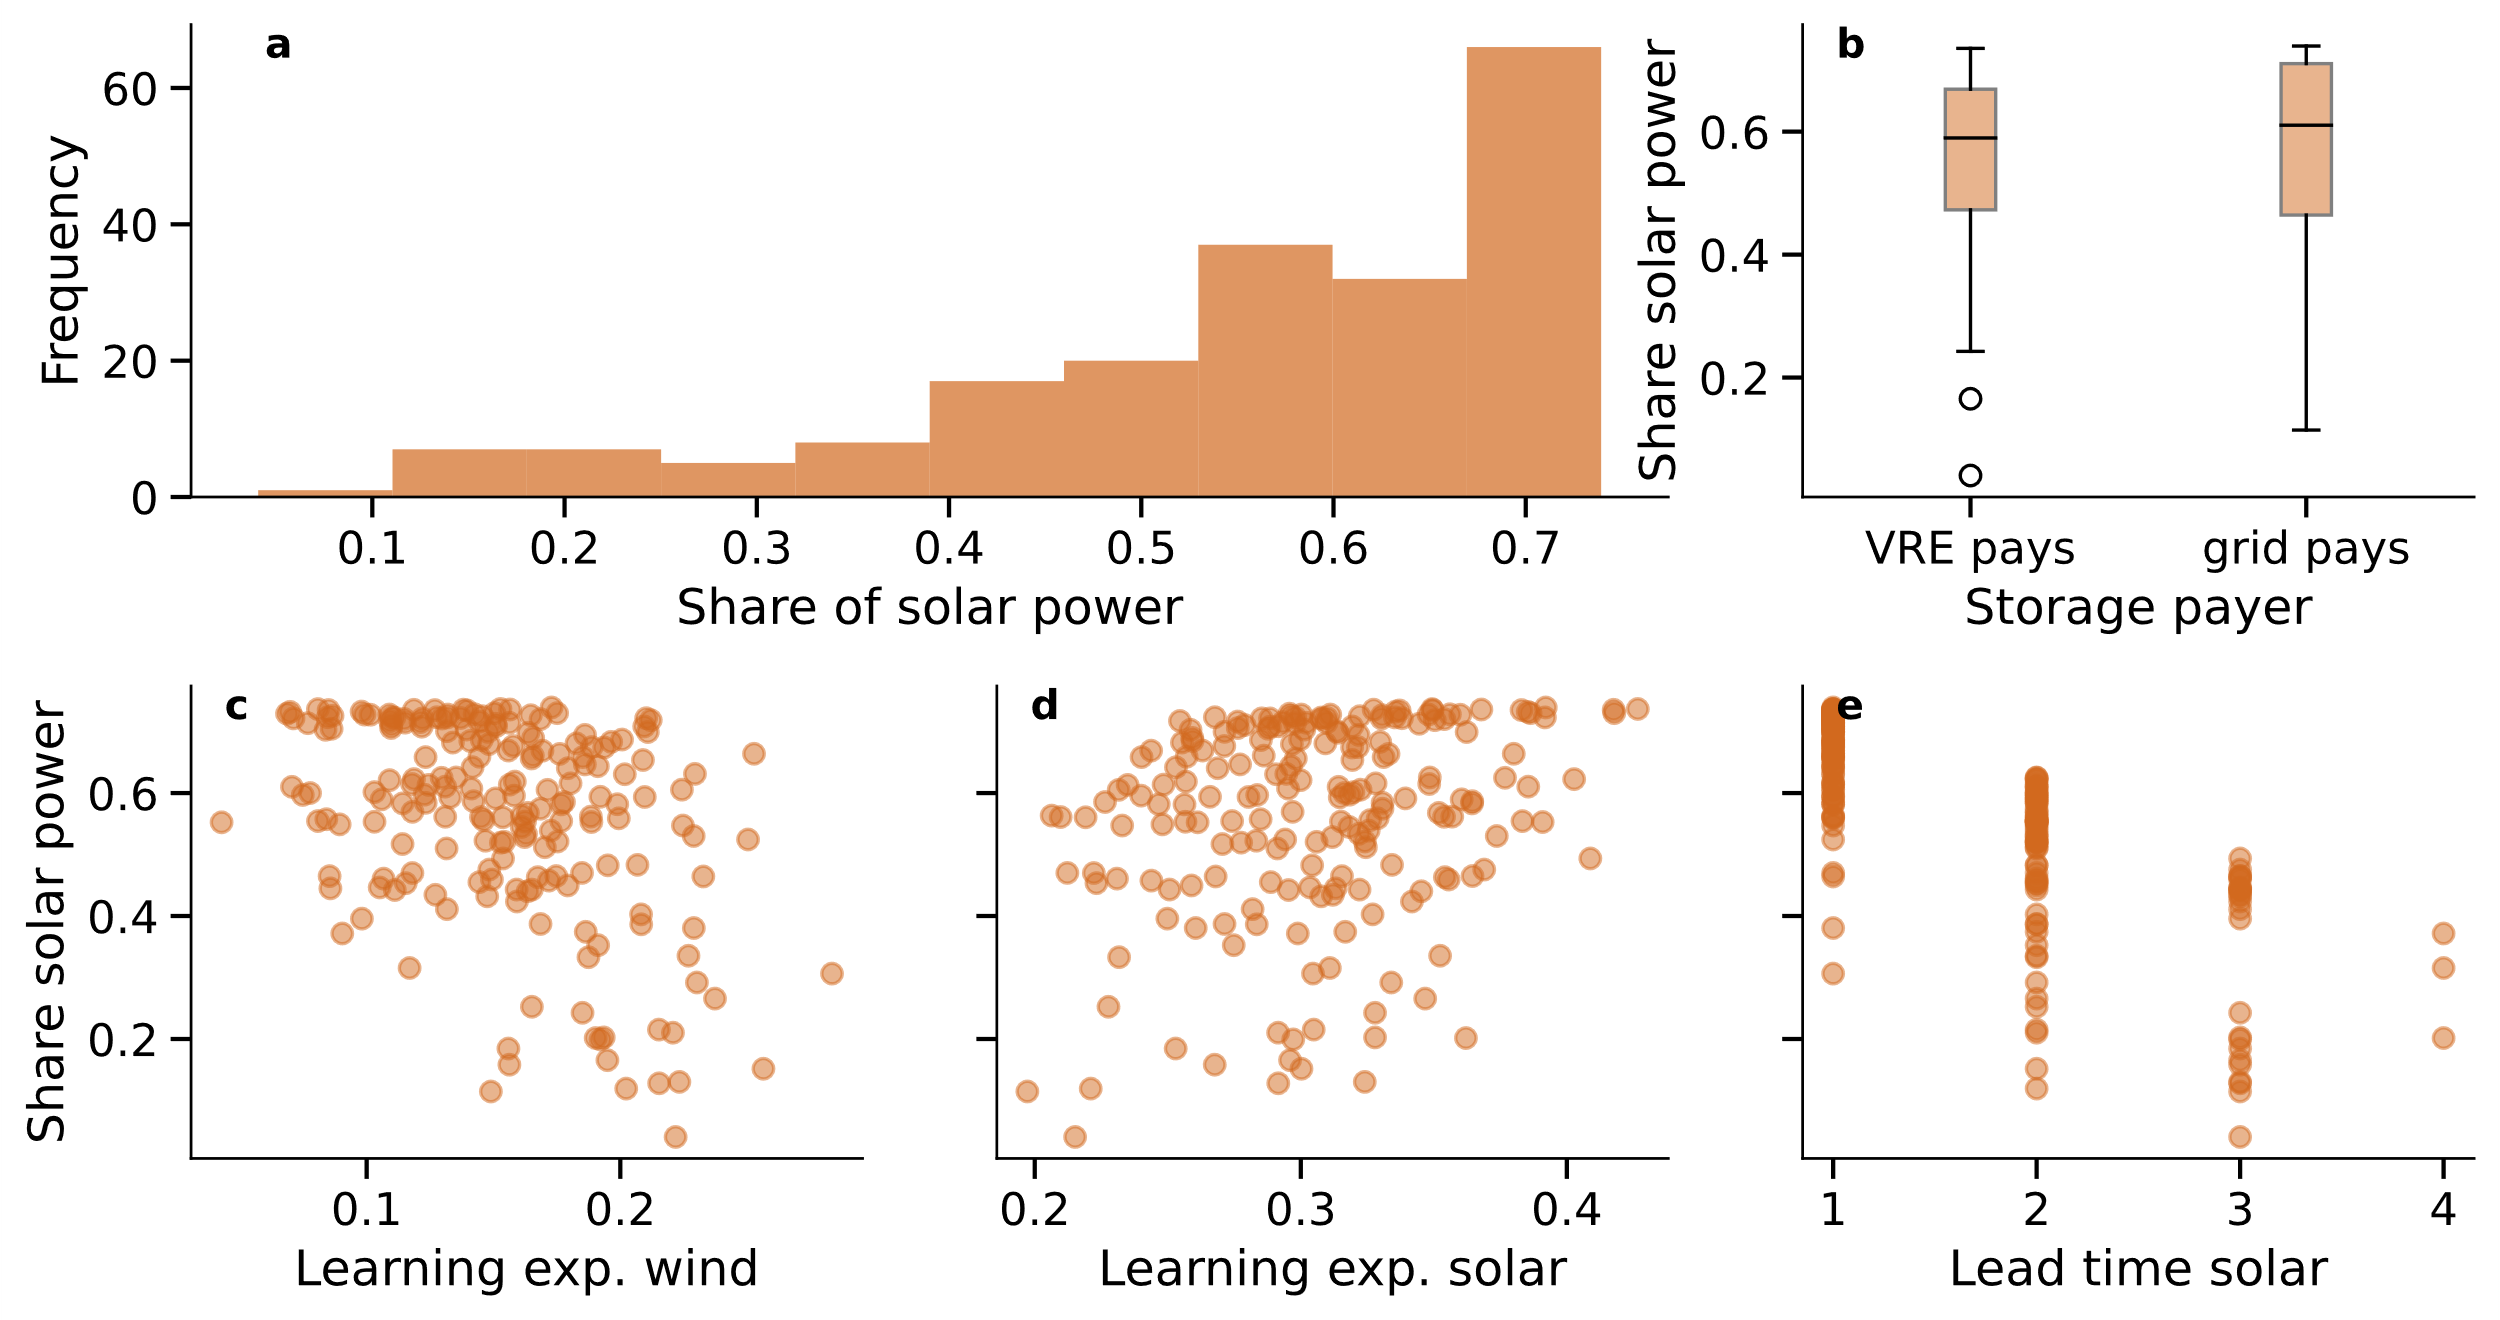 a
60
40
20
0
Frequency
0.1 0.2 0.3 0.4 0.5 0.6 0.7
Share of solar power
b
0.6
0.4
0.2
Share solar power
VRE pays grid pays
Storage payer
c
0.6
0.4
0.2
Share solar power
0.1 0.2
Learning exp. wind
d
0.2 0.3 0.4
Learning exp. solar
e
1 2 3 4
Lead time solar